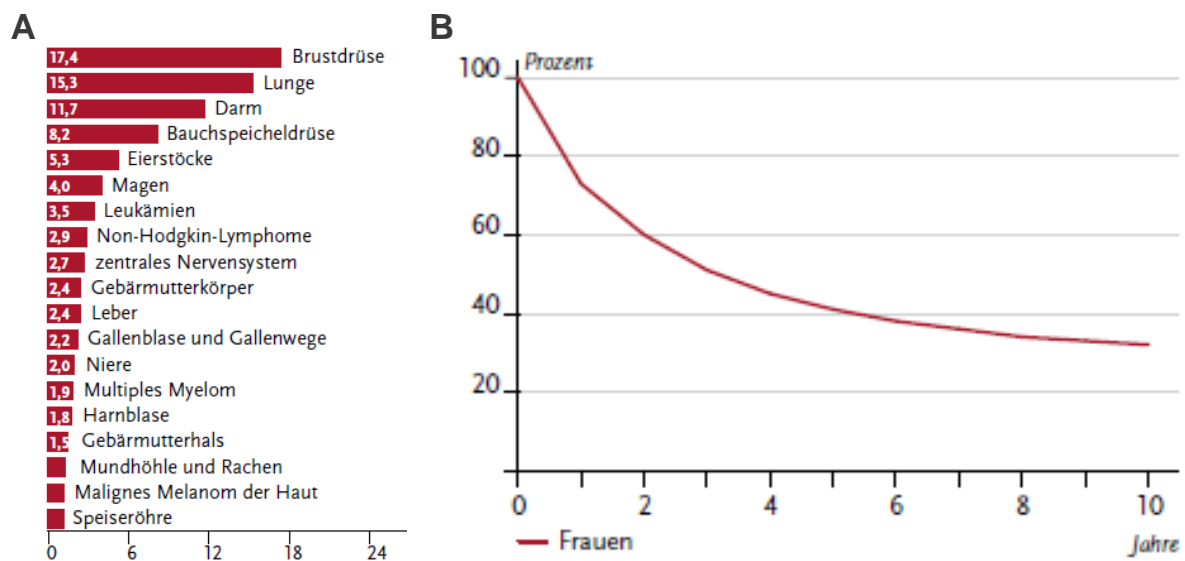 A
17,4 Brustdrüse
15,3 Lunge
11,7 Darm
8,2 Bauchspeicheldrüse
5,3 Eierstöcke
4,0 Magen
3,5 Leukämien
2,9 Non-Hodgkin-Lymphome
2,7 zentrales Nervensystem
2,4 Gebärmutterkörper
2,4 Leber
2,2 Gallenblase und Gallenwege
2,0 Niere
1,9 Multiples Myelom
1,8 Harnblase
1,5 Gebärmutterhals
Mundhöhle und Rachen
Malignes Melanom der Haut
Speiseröhre
0 6 12 18 24
B
Prozent
100
80
60
40
20
0 2 4 6 8 10
Jahre
Frauen